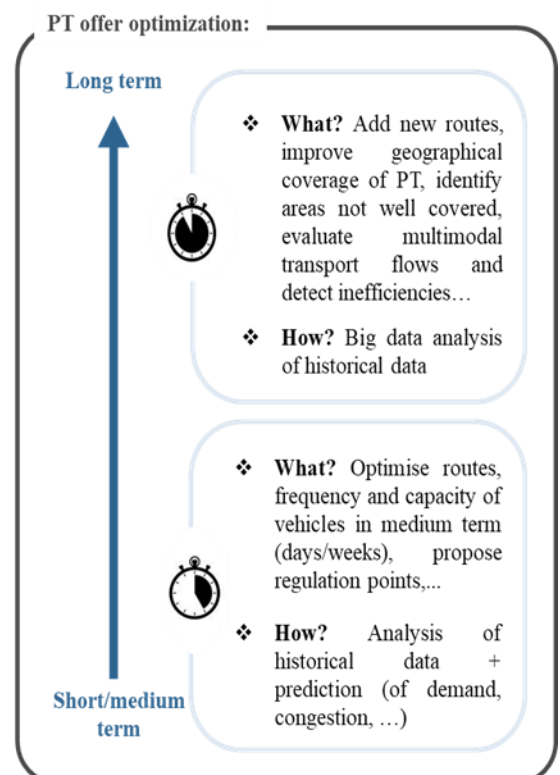 PT offer optimization:
Long term
❖ What? Add new routes,
improve geographical
coverage of PT, identify
areas not well covered,
evaluate multimodal
transport flows and
detect inefficiencies…
❖ How? Big data analysis
of historical data
❖ What? Optimise routes,
frequency and capacity of
vehicles in medium term
(days/weeks), propose
regulation points,...
❖ How? Analysis of
historical data +
prediction (of demand,
congestion, …)
Short/medium
term